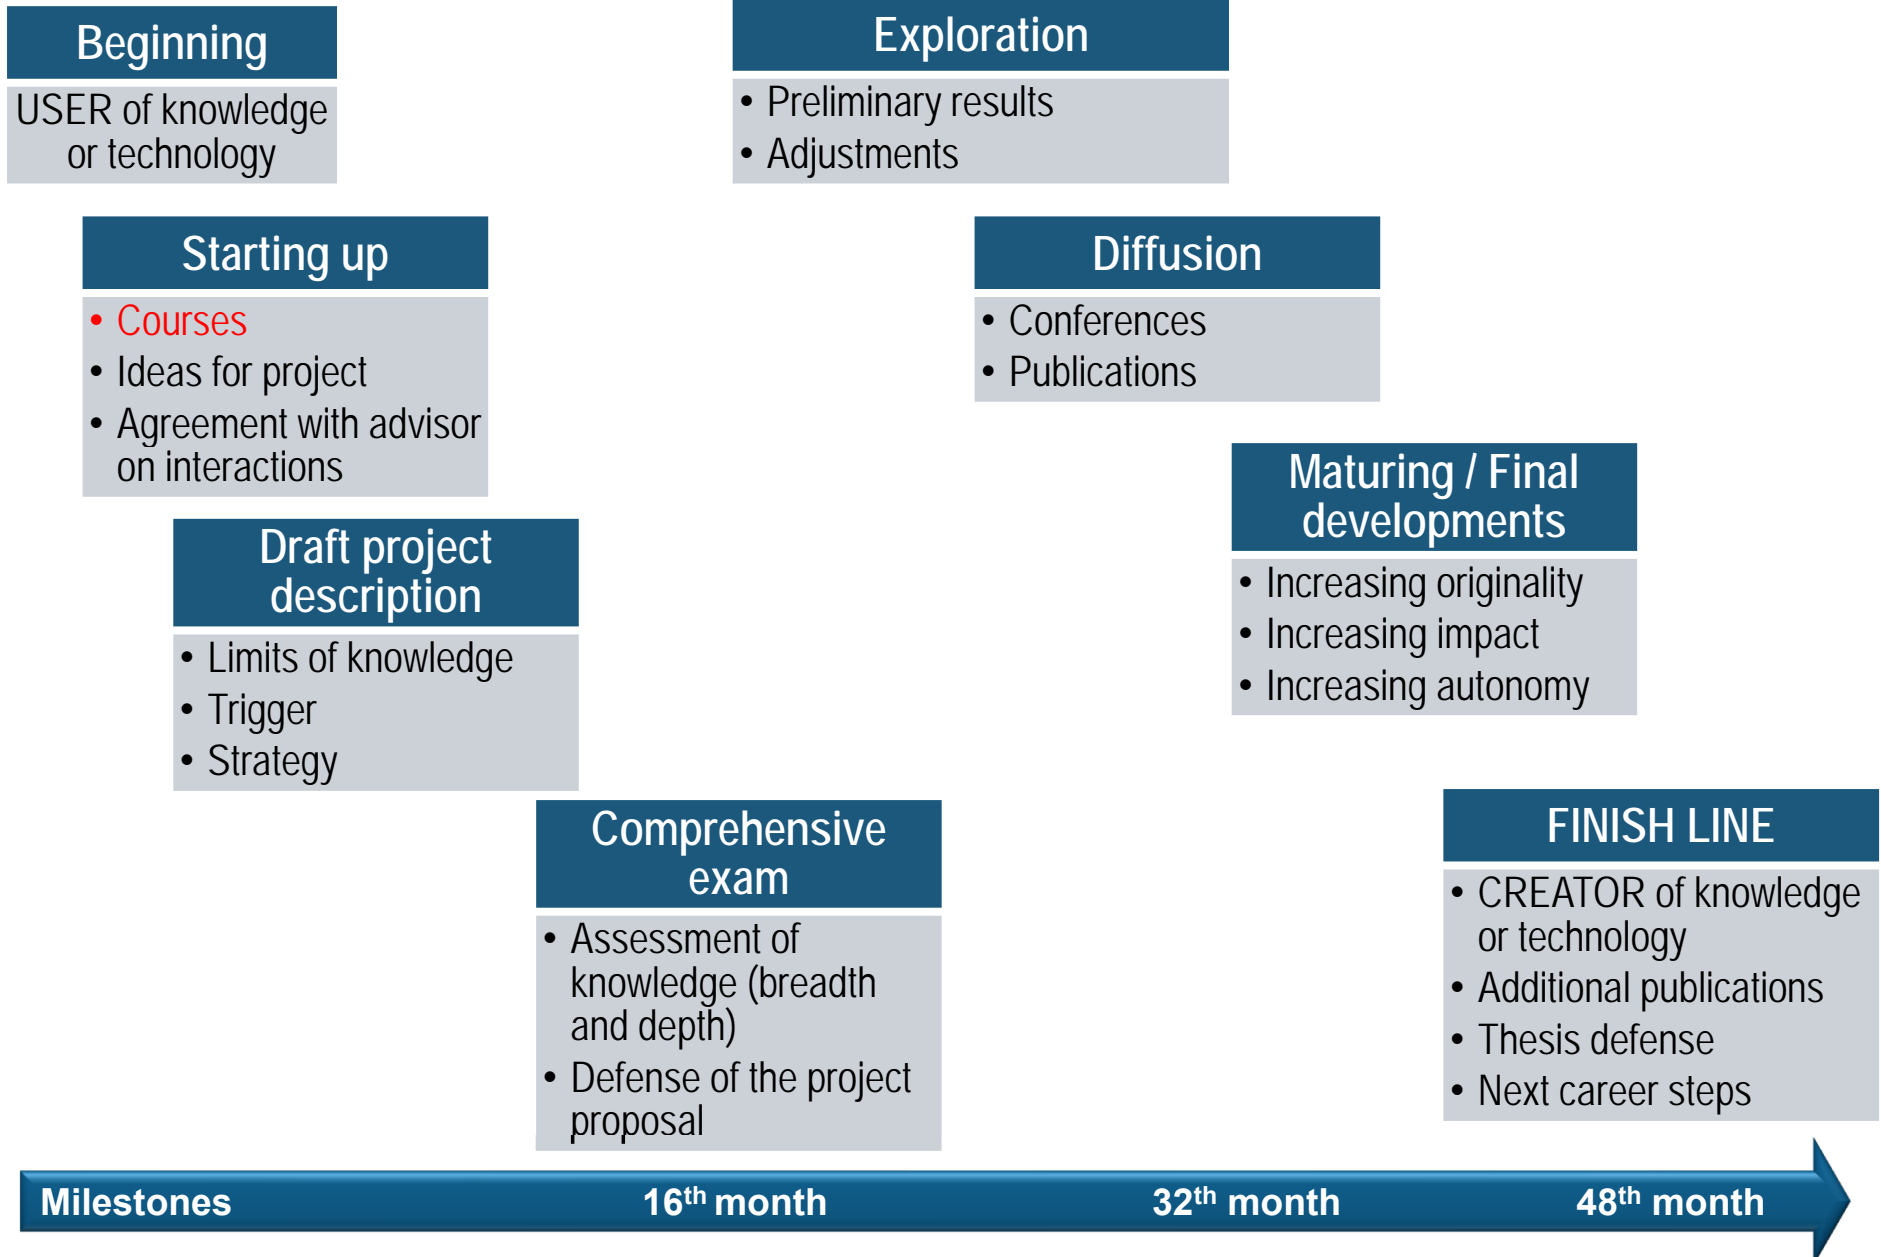 Beginning
USER of knowledge
or technology
Starting up
• Courses
• Ideas for project
• Agreement with advisor
on interactions
Draft project
description
• Limits of knowledge
• Trigger
• Strategy
Comprehensive
exam
• Assessment of
knowledge (breadth
and depth)
• Defense of the project
proposal
Exploration
• Preliminary results
• Adjustments
Diffusion
• Conferences
• Publications
Maturing / Final
developments
• Increasing originality
• Increasing impact
• Increasing autonomy
FINISH LINE
• CREATOR of knowledge
or technology
• Additional publications
• Thesis defense
• Next career steps
Milestones 16th month 32th month 48th month